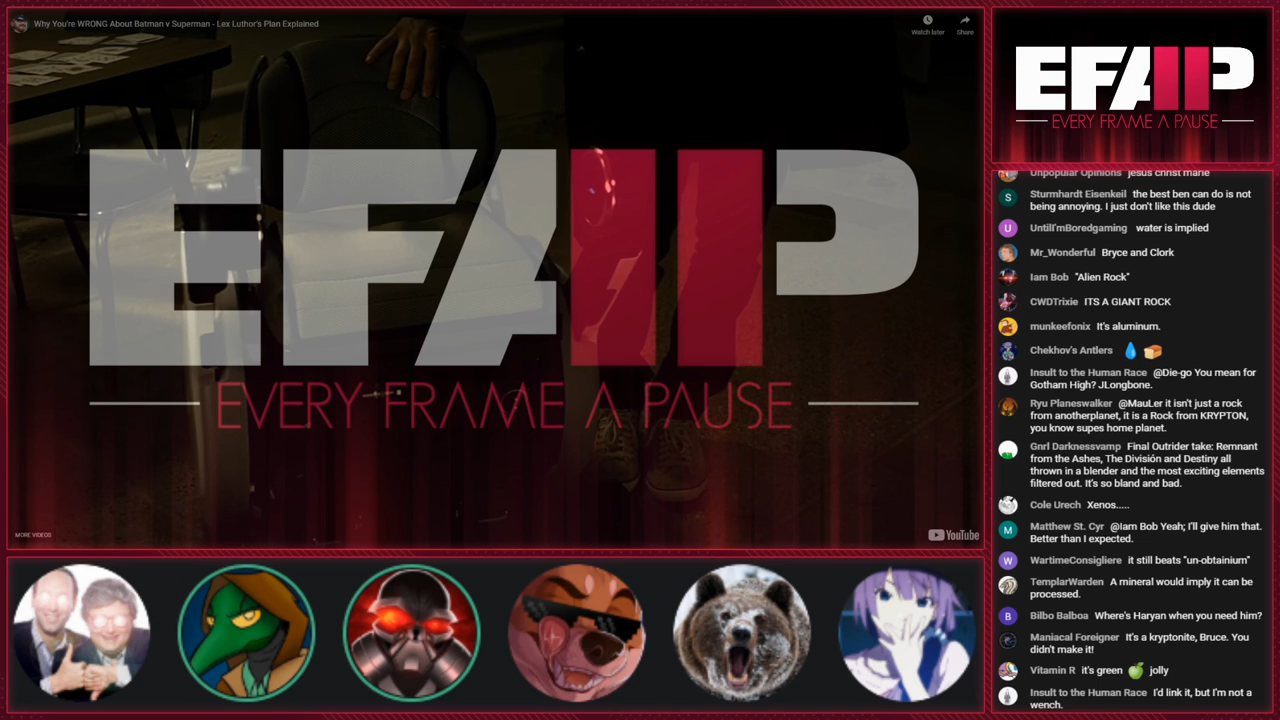 Why You're WRONG About Batman v Superman - Lex Luthor's Plan Explained
Watch later
Share
EFAP
EVERY FRAME A PAUSE
MORE VIDEOS
YouTube
EFAP
EVERY FRAME A PAUSE
Unpopular Opinions jesus christ marie
S
Sturmhardt Eisenkeil the best ben can do is not
being annoying. I just don't like this dude
U
UntilI'mBoredgaming water is implied
Mr_Wonderful Bryce and Clork
Iam Bob "Alien Rock"
CWDTrixie ITS A GIANT ROCK
munkeefonix It's aluminum.
Chekhov's Antlers 💧 🍞
Insult to the Human Race @Die-go You mean for
Gotham High? JLongbone.
Ryu Planeswalker @MauLer it isn't just a rock
from anotherplanet, it is a Rock from KRYPTON,
you know supes home planet.
Gnrl Darknessvamp Final Outrider take: Remnant
from the Ashes, The División and Destiny all
thrown in a blender and the most exciting elements
filtered out. It's so bland and bad.
Cole Urech Xenos.....
M
Matthew St. Cyr @Iam Bob Yeah; I'll give him that.
Better than I expected.
W
WartimeConsigliere it still beats "un-obtainium"
TemplarWarden A mineral would imply it can be
processed.
B
Bilbo Balboa Where's Haryan when you need him?
Maniacal Foreigner It's a kryptonite, Bruce. You
didn't make it!
Vitamin R it's green 🍏 jolly
Insult to the Human Race I'd link it, but I'm not a
wench.